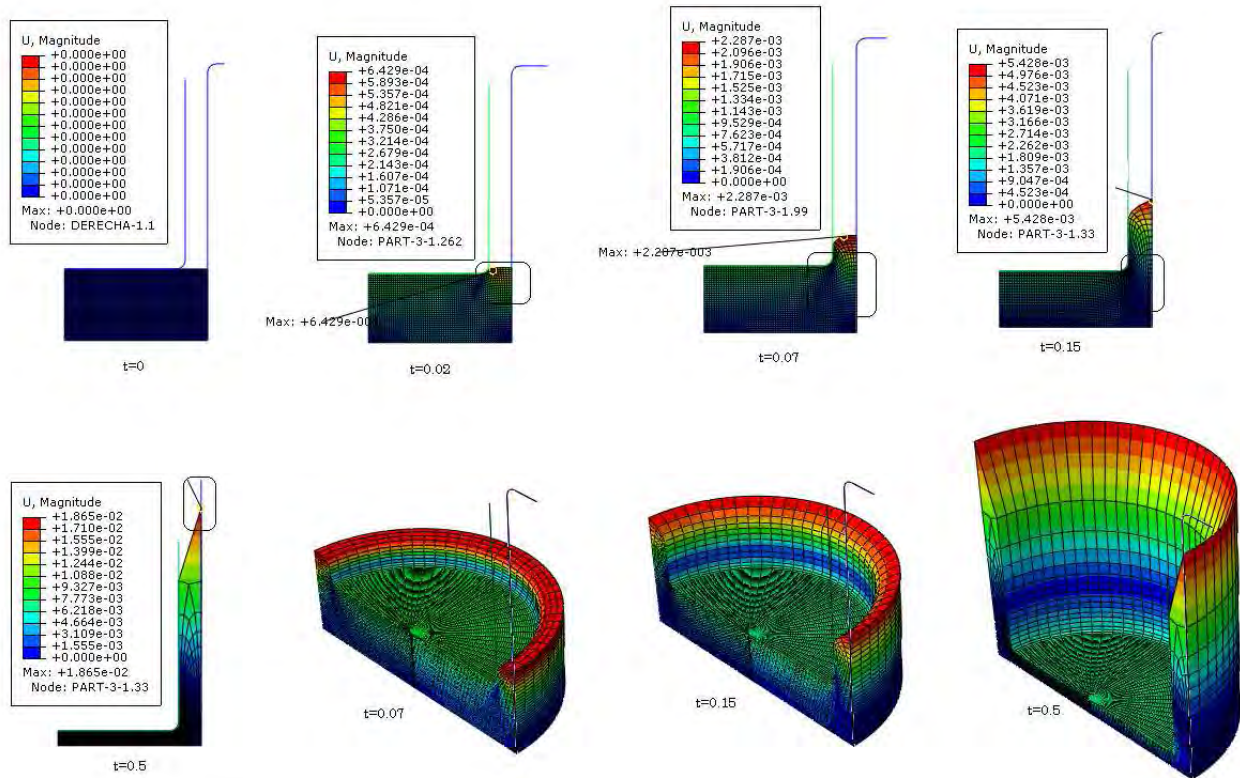 U, Magnitude
+0.000e+00
+0.000e+00
+0.000e+00
+0.000e+00
+0.000e+00
+0.000e+00
+0.000e+00
+0.000e+00
+0.000e+00
+0.000e+00
+0.000e+00
+0.000e+00
+0.000e+00
Max: +0.000e+00
Node: DERECHA-1.1
t=0
U, Magnitude
+6.429e-04
+5.893e-04
+5.357e-04
+4.821e-04
+4.286e-04
+3.750e-04
+3.214e-04
+2.679e-04
+2.143e-04
+1.607e-04
+1.071e-04
+5.357e-05
+0.000e+00
Max: +6.429e-04
Node: PART-3-1.262
Max: +6.429e-004
t=0.02
U, Magnitude
+2.287e-03
+2.096e-03
+1.906e-03
+1.715e-03
+1.525e-03
+1.334e-03
+1.143e-03
+9.529e-04
+7.623e-04
+5.717e-04
+3.812e-04
+1.906e-04
+0.000e+00
Max: +2.287e-03
Node: PART-3-1.99
Max: +2.287e-003
t=0.07
U, Magnitude
+5.428e-03
+4.976e-03
+4.523e-03
+4.071e-03
+3.619e-03
+3.166e-03
+2.714e-03
+2.262e-03
+1.809e-03
+1.357e-03
+9.047e-04
+4.523e-04
+0.000e+00
Max: +5.428e-03
Node: PART-3-1.33
t=0.15
U, Magnitude
+1.865e-02
+1.710e-02
+1.555e-02
+1.399e-02
+1.244e-02
+1.088e-02
+9.327e-03
+7.773e-03
+6.218e-03
+4.664e-03
+3.109e-03
+1.555e-03
+0.000e+00
Max: +1.865e-02
Node: PART-3-1.33
t=0.5
t=0.07
t=0.15
t=0.5